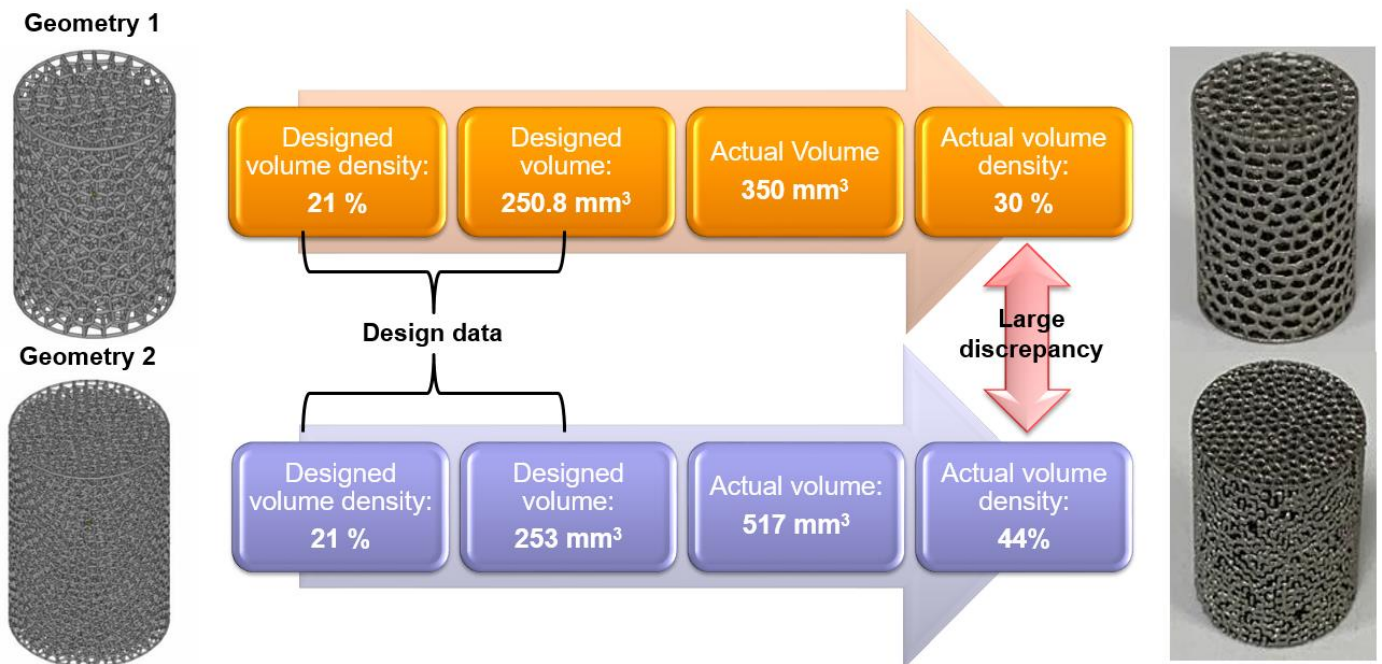 Geometry 1
Designed
volume density:
21 %
Designed
volume:
250.8 mm³
Actual Volume
350 mm³
Actual volume
density:
30 %
Design data
Large
discrepancy
Geometry 2
Designed
volume density:
21 %
Designed
volume:
253 mm³
Actual volume:
517 mm³
Actual volume
density:
44%